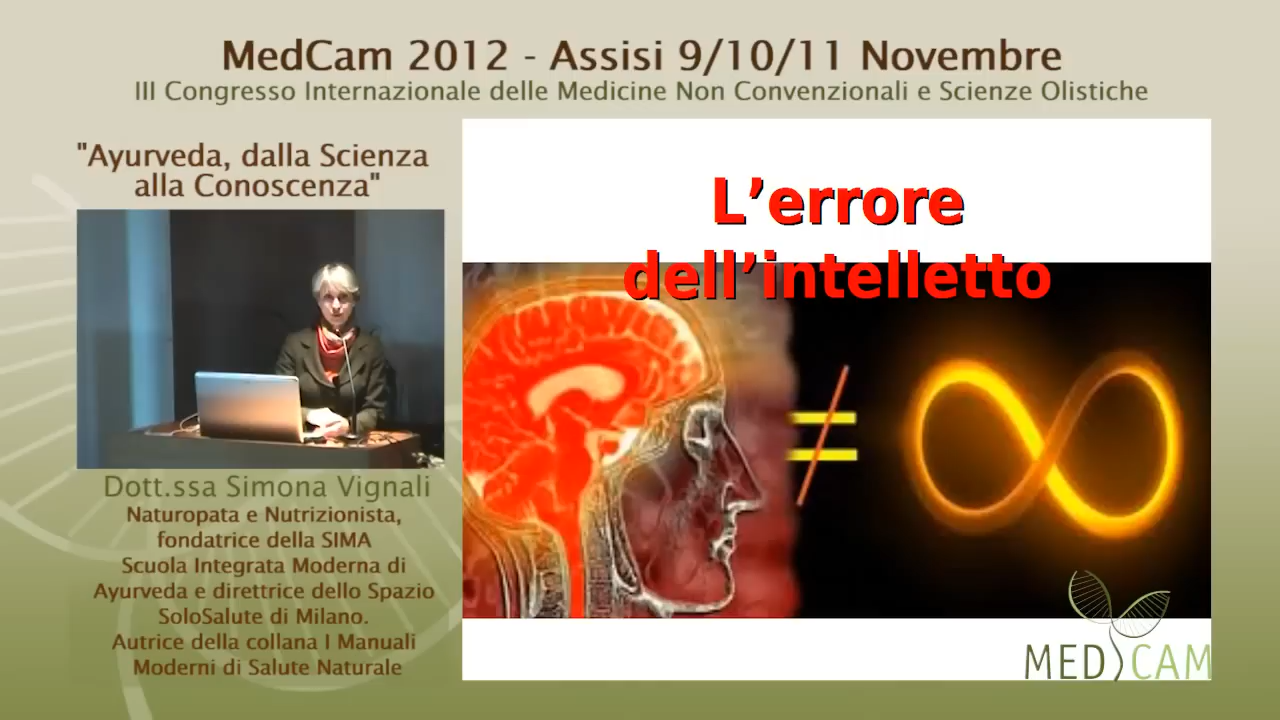 MedCam 2012 - Assisi 9/10/11 Novembre
III Congresso Internazionale delle Medicine Non Convenzionali e Scienze Olistiche
"Ayurveda, dalla Scienza
alla Conoscenza"
Dott.ssa Simona Vignali
Naturopata e Nutrizionista,
fondatrice della SIMA
Scuola Integrata Moderna di
Ayurveda e direttrice dello Spazio
SoloSalute di Milano.
Autrice della collana I Manuali
Moderni di Salute Naturale
L’errore
dell’intelletto
MEDCAM